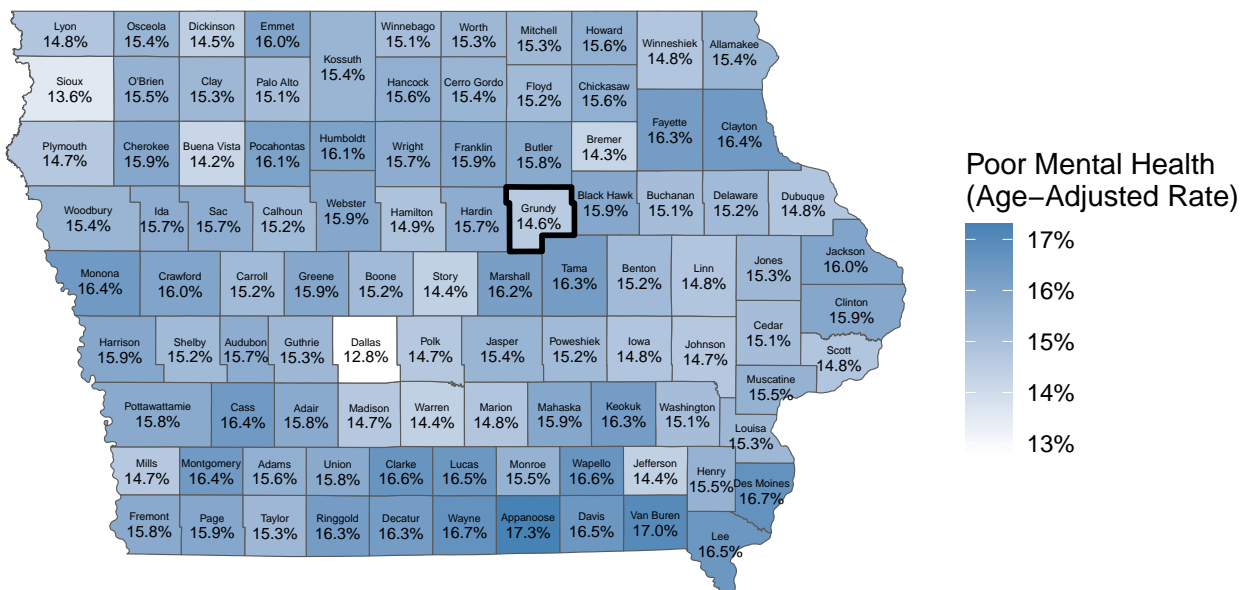 Lyon
14.8%
Osceola
15.4%
Dickinson
14.5%
Emmet
16.0%
Kossuth
15.4%
Winnebago
15.1%
Worth
15.3%
Mitchell
15.3%
Howard
15.6%
Winneshiek
14.8%
Allamakee
15.4%
Sioux
13.6%
O'Brien
15.5%
Clay
15.3%
Palo Alto
15.1%
Hancock
15.6%
Cerro Gordo
15.4%
Floyd
15.2%
Chickasaw
15.6%
Fayette
16.3%
Clayton
16.4%
Plymouth
14.7%
Cherokee
15.9%
Buena Vista
14.2%
Pocahontas
16.1%
Humboldt
16.1%
Wright
15.7%
Franklin
15.9%
Butler
15.8%
Bremer
14.3%
Woodbury
15.4%
Ida
15.7%
Sac
15.7%
Calhoun
15.2%
Webster
15.9%
Hamilton
14.9%
Hardin
15.7%
Grundy
14.6%
Black Hawk
15.9%
Buchanan
15.1%
Delaware
15.2%
Dubuque
14.8%
Monona
16.4%
Crawford
16.0%
Carroll
15.2%
Greene
15.9%
Boone
15.2%
Story
14.4%
Marshall
16.2%
Tama
16.3%
Benton
15.2%
Linn
14.8%
Jones
15.3%
Jackson
16.0%
Clinton
15.9%
Harrison
15.9%
Shelby
15.2%
Audubon
15.7%
Guthrie
15.3%
Dallas
12.8%
Polk
14.7%
Jasper
15.4%
Poweshiek
15.2%
Iowa
14.8%
Johnson
14.7%
Cedar
15.1%
Scott
14.8%
Muscatine
15.5%
Pottawattamie
15.8%
Cass
16.4%
Adair
15.8%
Madison
14.7%
Warren
14.4%
Marion
14.8%
Mahaska
15.9%
Keokuk
16.3%
Washington
15.1%
Louisa
15.3%
Mills
14.7%
Montgomery
16.4%
Adams
15.6%
Union
15.8%
Clarke
16.6%
Lucas
16.5%
Monroe
15.5%
Wapello
16.6%
Jefferson
14.4%
Henry
15.5%
Des Moines
16.7%
Fremont
15.8%
Page
15.9%
Taylor
15.3%
Ringgold
16.3%
Decatur
16.3%
Wayne
16.7%
Appanoose
17.3%
Davis
16.5%
Van Buren
17.0%
Lee
16.5%
Poor Mental Health
(Age−Adjusted Rate)
17%
16%
15%
14%
13%